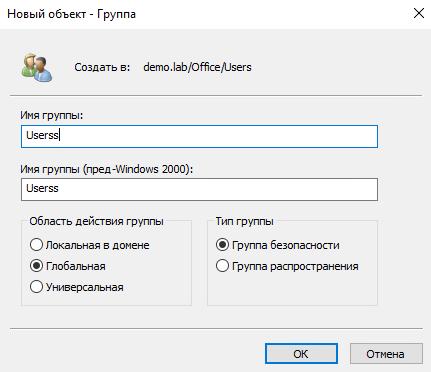 Новый объект - Группа
Создать в: demo.lab/Office/Users
Имя группы:
Userss
Имя группы (пред-Windows 2000):
Userss
Область действия группы
Локальная в домене
Глобальная
Универсальная
Тип группы
Группа безопасности
Группа распространения
ОК
Отмена